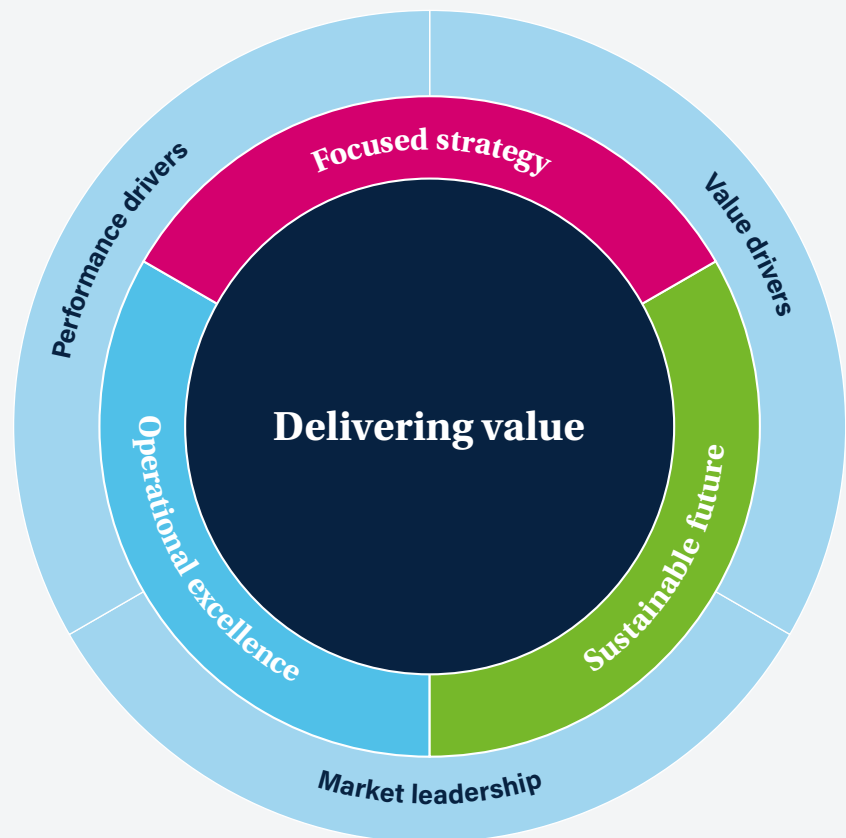 Performance drivers
Focused strategy
Value drivers
Delivering value
Operational excellence
Sustainable future
Market leadership